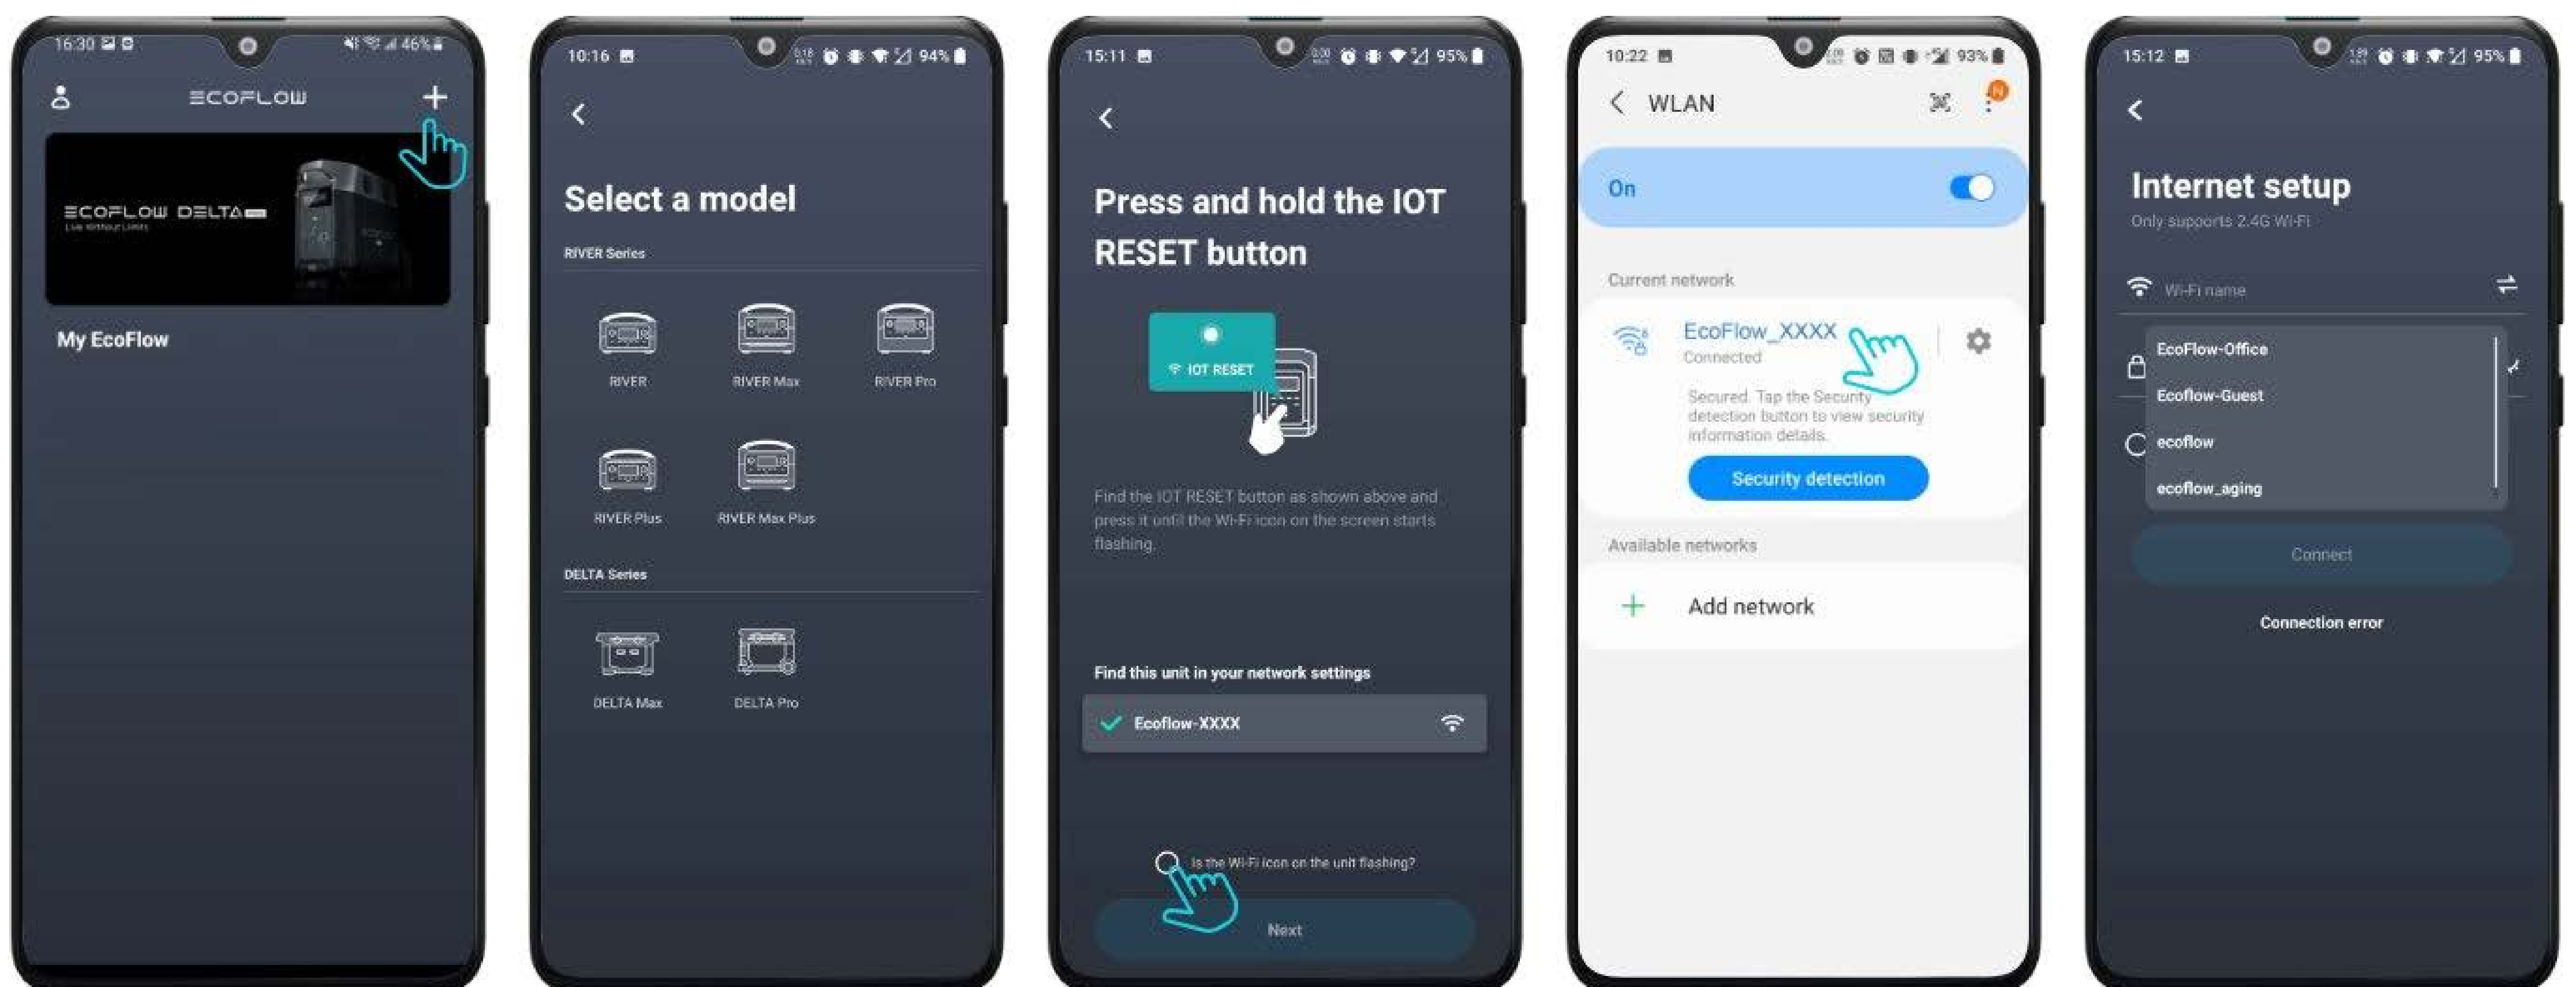 16:30
46%
ECOFLOW
ECOFLOW DELTA
Live Without Limits
My EcoFlow
10:16
94%
Select a model
RIVER Series
RIVER
RIVER Max
RIVER Pro
RIVER Plus
RIVER Max Plus
DELTA Series
DELTA Max
DELTA Pro
15:11
95%
Press and hold the IOT
RESET button
IOT RESET
Find the IOT RESET button as shown above and
press it until the Wi-Fi icon on the screen starts
flashing.
Find this unit in your network settings
Ecoflow-XXXX
Is the Wi-Fi icon on the unit flashing?
Next
10:22
93%
WLAN
N
On
Current network
EcoFlow_XXXX
Connected
Secured. Tap the Security
detection button to view security
information details.
Security detection
Available networks
Add network
15:12
95%
Internet setup
Only supports 2.4G Wi-Fi
Wi-Fi name
EcoFlow-Office
Ecoflow-Guest
ecoflow
ecoflow_aging
Connect
Connection error